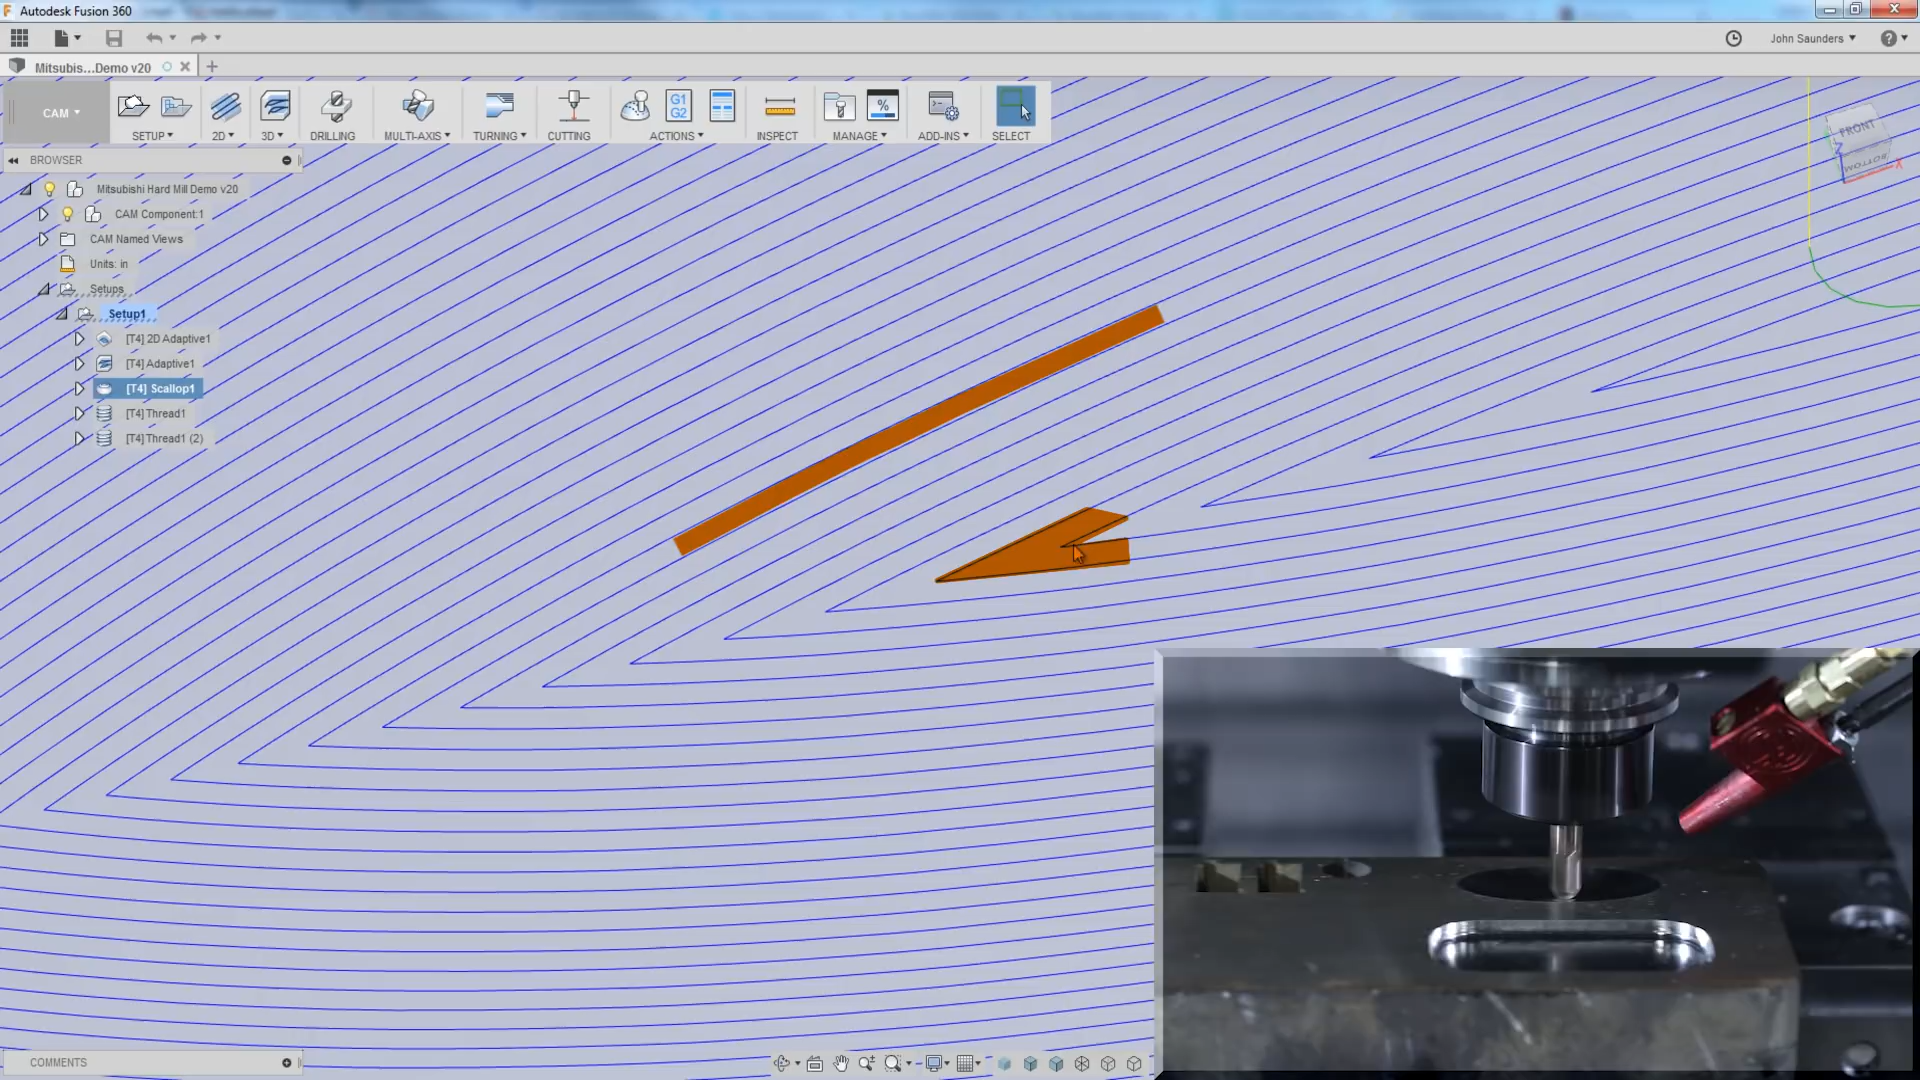 Autodesk Fusion 360
John Saunders
Mitsubis...Demo v20
CAM
SETUP
2D
3D
DRILLING
MULTI-AXIS
TURNING
CUTTING
G1
G2
ACTIONS
INSPECT
%
MANAGE
ADD-INS
SELECT
FRONT
BOTTOM
Z
X
BROWSER
Mitsubishi Hard Mill Demo v20
CAM Component:1
CAM Named Views
Units: in
Setups
Setup1
[T4] 2D Adaptive1
[T4] Adaptive1
[T4] Scallop1
[T4] Thread1
[T4] Thread1 (2)
COMMENTS